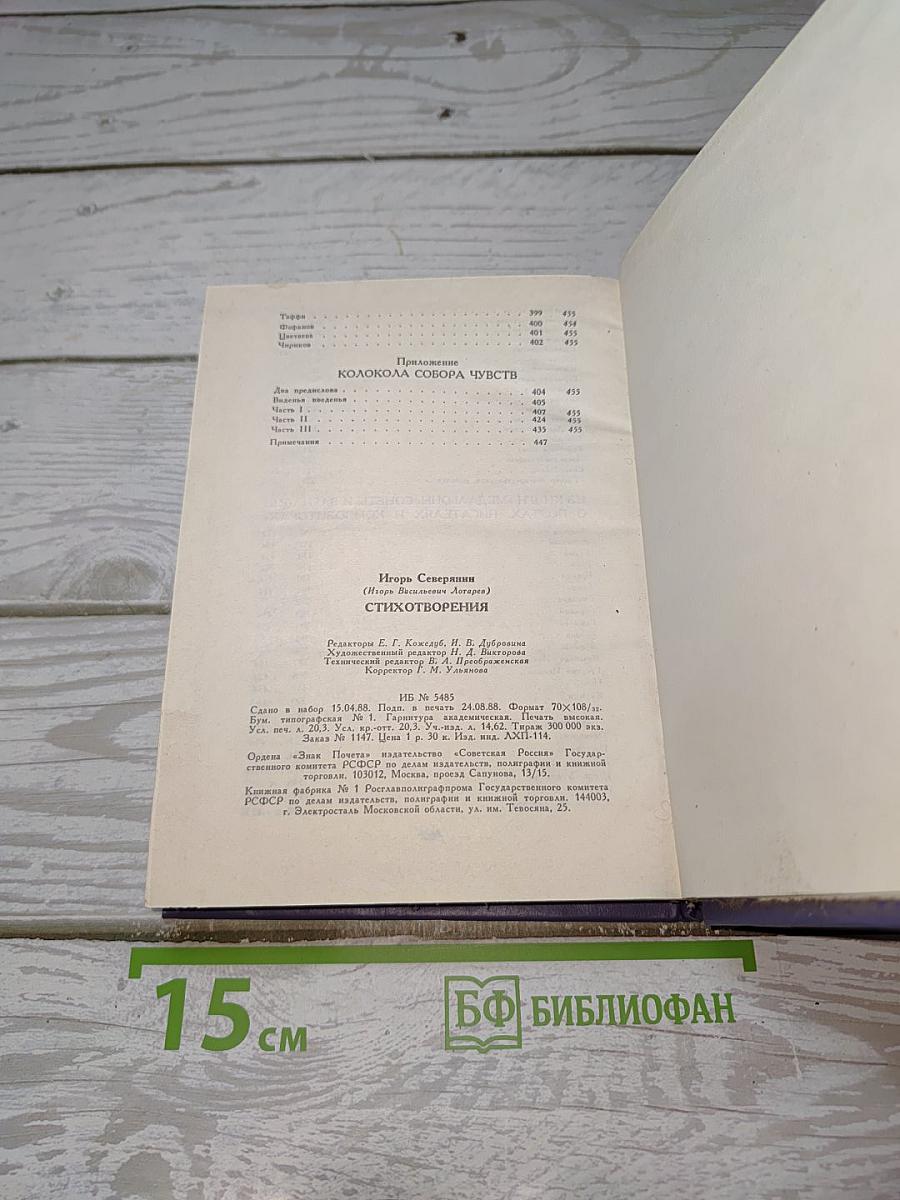 Тэффи . . . . . . . . . . . . . . . . . . . . . . 399 455
Фофанов . . . . . . . . . . . . . . . . . . . . . 400 454
Цветаева . . . . . . . . . . . . . . . . . . . . . 401 455
Чириков . . . . . . . . . . . . . . . . . . . . . 402 455
Приложение
КОЛОКОЛА СОБОРА ЧУВСТВ
Два предислова . . . . . . . . . . . . . . . . . . 404 455
Виденья введенья . . . . . . . . . . . . . . . . . 405
Часть I . . . . . . . . . . . . . . . . . . . . . 407 455
Часть II . . . . . . . . . . . . . . . . . . . . . 424 455
Часть III . . . . . . . . . . . . . . . . . . . . . 435 455
Примечания . . . . . . . . . . . . . . . . . . . . 447
Игорь Северянин
(Игорь Васильевич Лотарев)
СТИХОТВОРЕНИЯ
Редакторы Е. Г. Кожедуб, И. В. Дубровина
Художественный редактор Н. Д. Викторова
Технический редактор В. А. Преображенская
Корректор Г. М. Ульянова
ИБ № 5485
Сдано в набор 15.04.88. Подп. в печать 24.08.88. Формат 70×108/32.
Бум. типографская № 1. Гарнитура академическая. Печать высокая.
Усл. печ. л. 20,3. Усл. кр.-отт. 20,3. Уч.-изд. л. 14,62. Тираж 300 000 экз.
Заказ № 1147. Цена 1 р. 30 к. Изд. инд. ЛХП-114.
Ордена «Знак Почета» издательство «Советская Россия» Государ-
ственного комитета РСФСР по делам издательств, полиграфии и книжной
торговли. 103012, Москва, проезд Сапунова, 13/15.
Книжная фабрика № 1 Росглавполиграфпрома Государственного комитета
РСФСР по делам издательств, полиграфии и книжной торговли. 144003,
г. Электросталь Московской области, ул. им. Тевосяна, 25.
15 см
БФ БИБЛИОФАН